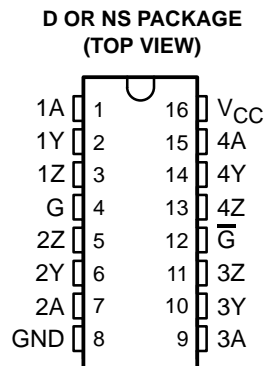 D OR NS PACKAGE
(TOP VIEW)
1A 1 16 VCC
1Y 2 15 4A
1Z 3 14 4Y
G 4 13 4Z
2Z 5 12 G̅
2Y 6 11 3Z
2A 7 10 3Y
GND 8 9 3A